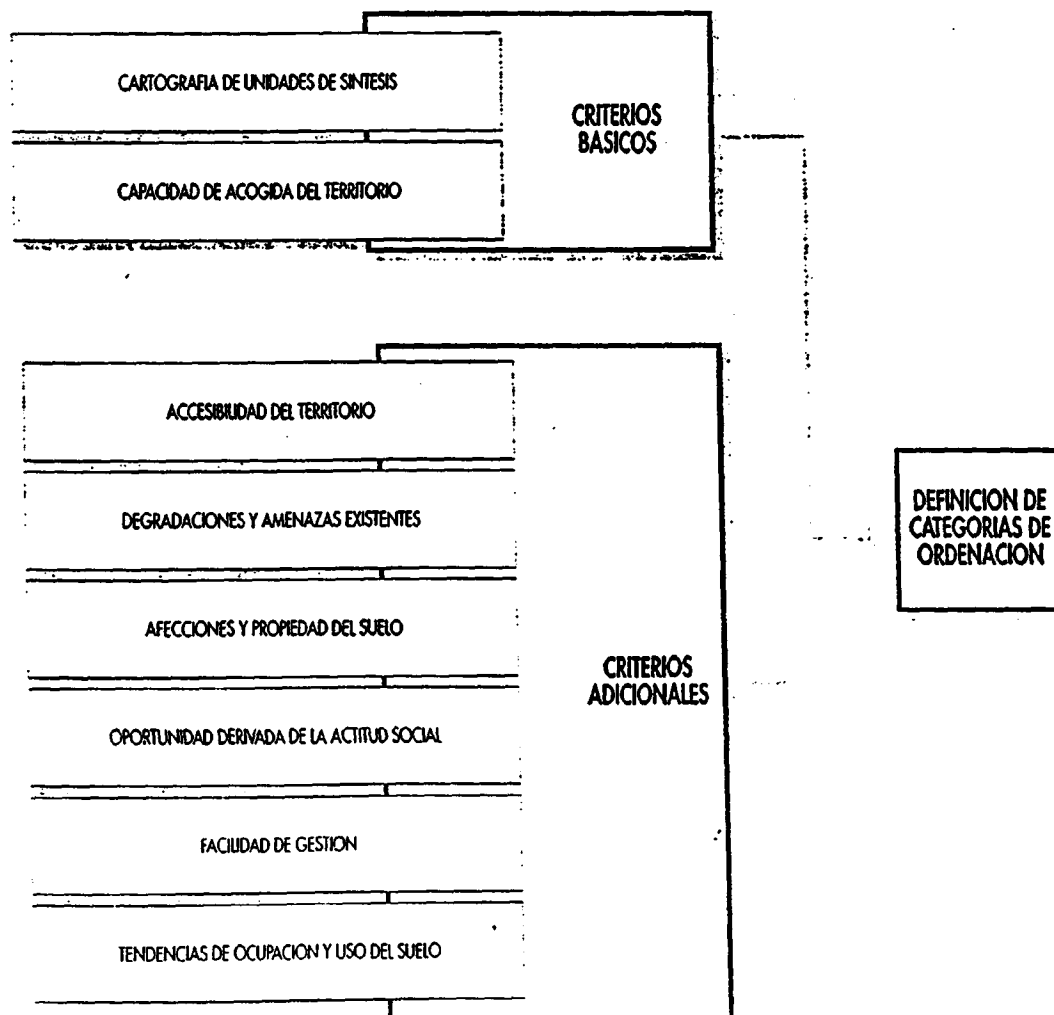 CARTOGRAFIA DE UNIDADES DE SINTESIS
CAPACIDAD DE ACOGIDA DEL TERRITORIO
CRITERIOS
BASICOS
ACCESIBILIDAD DEL TERRITORIO
DEGRADACIONES Y AMENAZAS EXISTENTES
AFECCIONES Y PROPIEDAD DEL SUELO
OPORTUNIDAD DERIVADA DE LA ACTITUD SOCIAL
FACILIDAD DE GESTION
TENDENCIAS DE OCUPACION Y USO DEL SUELO
CRITERIOS
ADICIONALES
DEFINICION DE
CATEGORIAS DE
ORDENACION